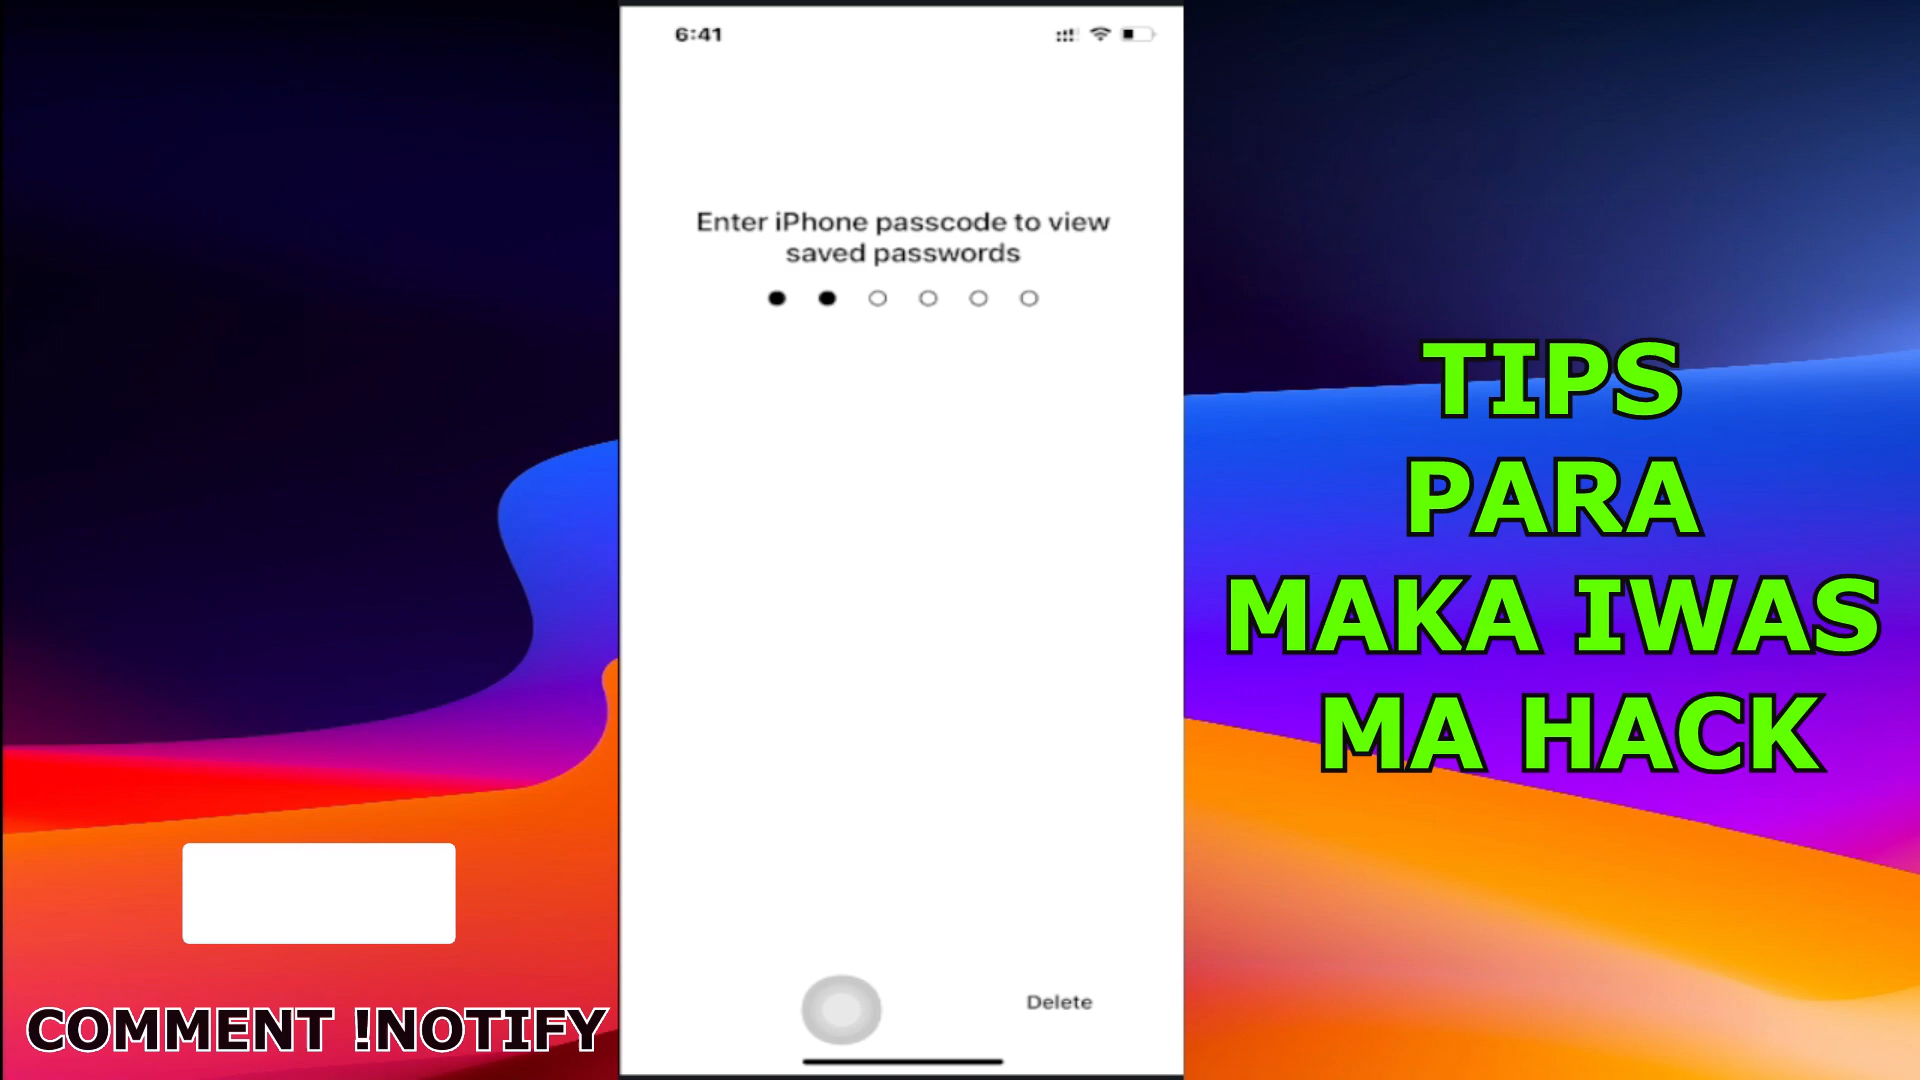 6:41
Enter iPhone passcode to view
saved passwords
Delete
TIPS
PARA
MAKA IWAS
MA HACK
COMMENT !NOTIFY